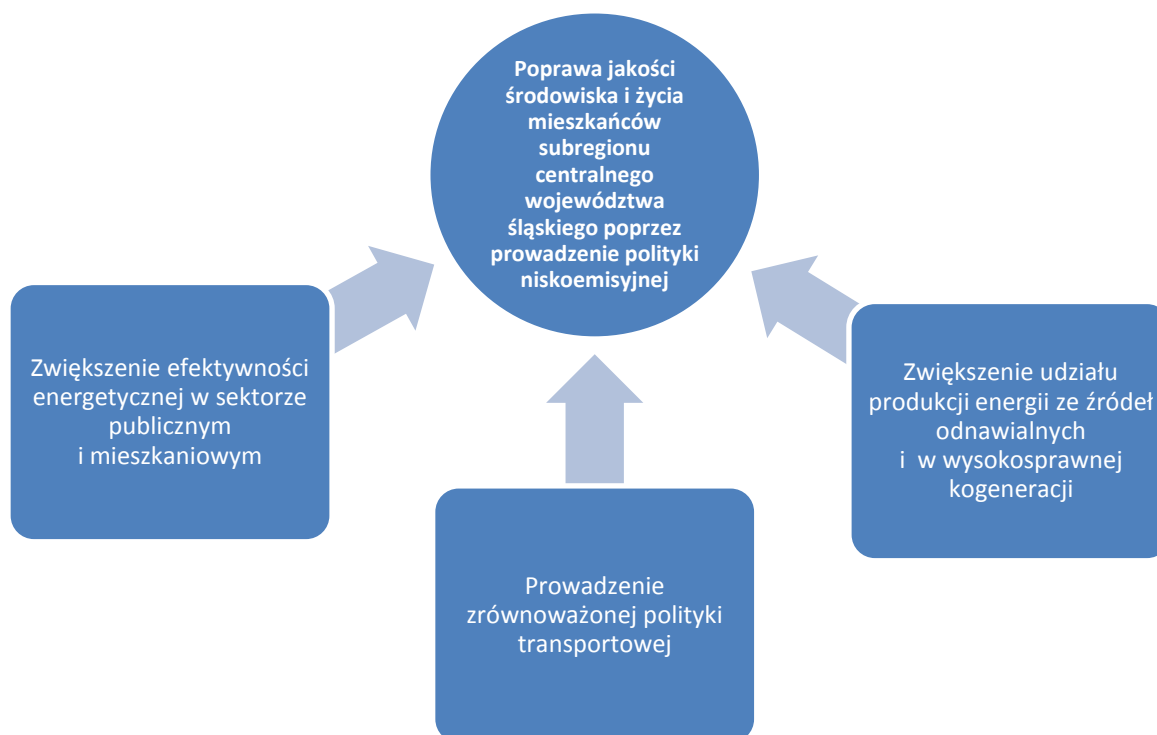 Poprawa jakości
środowiska i życia
mieszkańców
subregionu
centralnego
województwa
śląskiego poprzez
prowadzenie polityki
niskoemisyjnej
Zwiększenie efektywności
energetycznej w sektorze
publicznym
i mieszkaniowym
Prowadzenie
zrównoważonej polityki
transportowej
Zwiększenie udziału
produkcji energii ze źródeł
odnawialnych
i w wysokosprawnej
kogeneracji